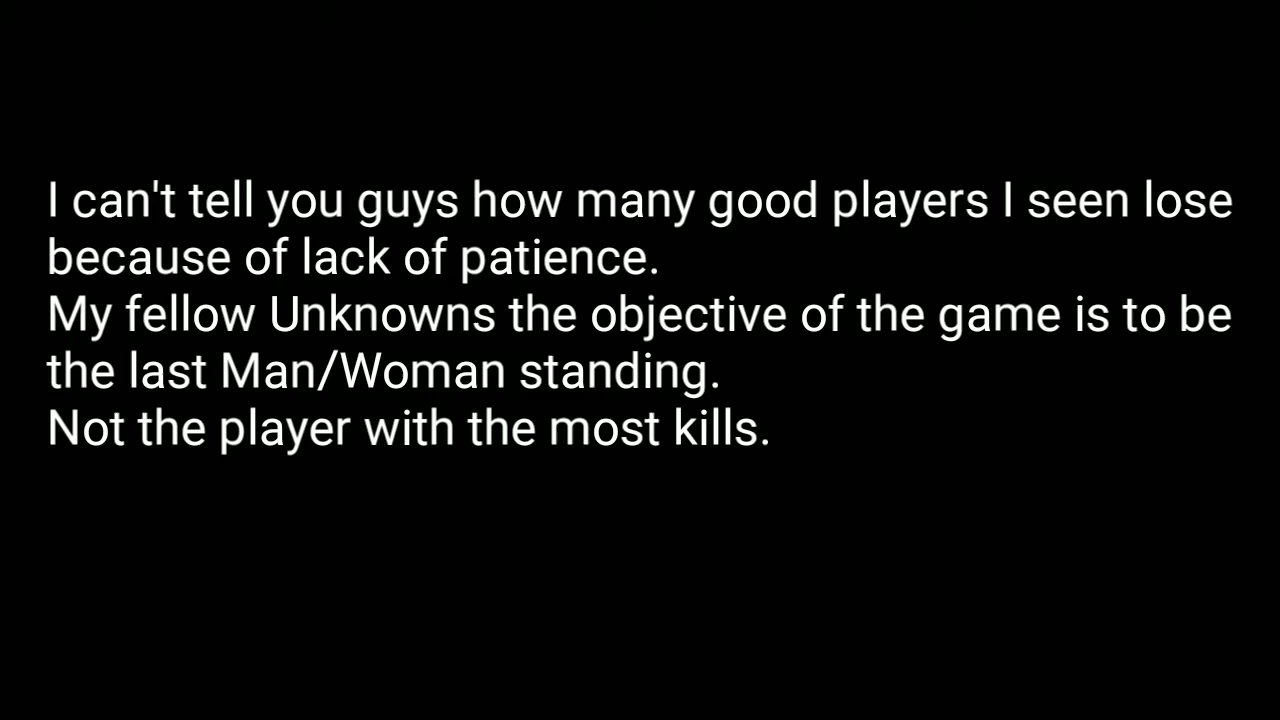 I can't tell you guys how many good players I seen lose
because of lack of patience.
My fellow Unknowns the objective of the game is to be
the last Man/Woman standing.
Not the player with the most kills.